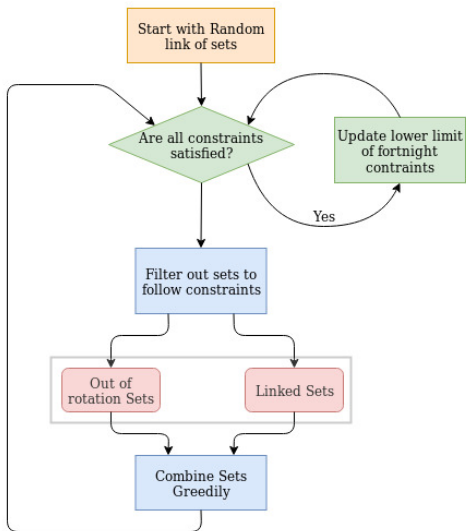 Start with Random
link of sets
Are all constraints
satisfied?
Update lower limit
of fortnight
contraints
Yes
Filter out sets to
follow constraints
Out of
rotation Sets
Linked Sets
Combine Sets
Greedily